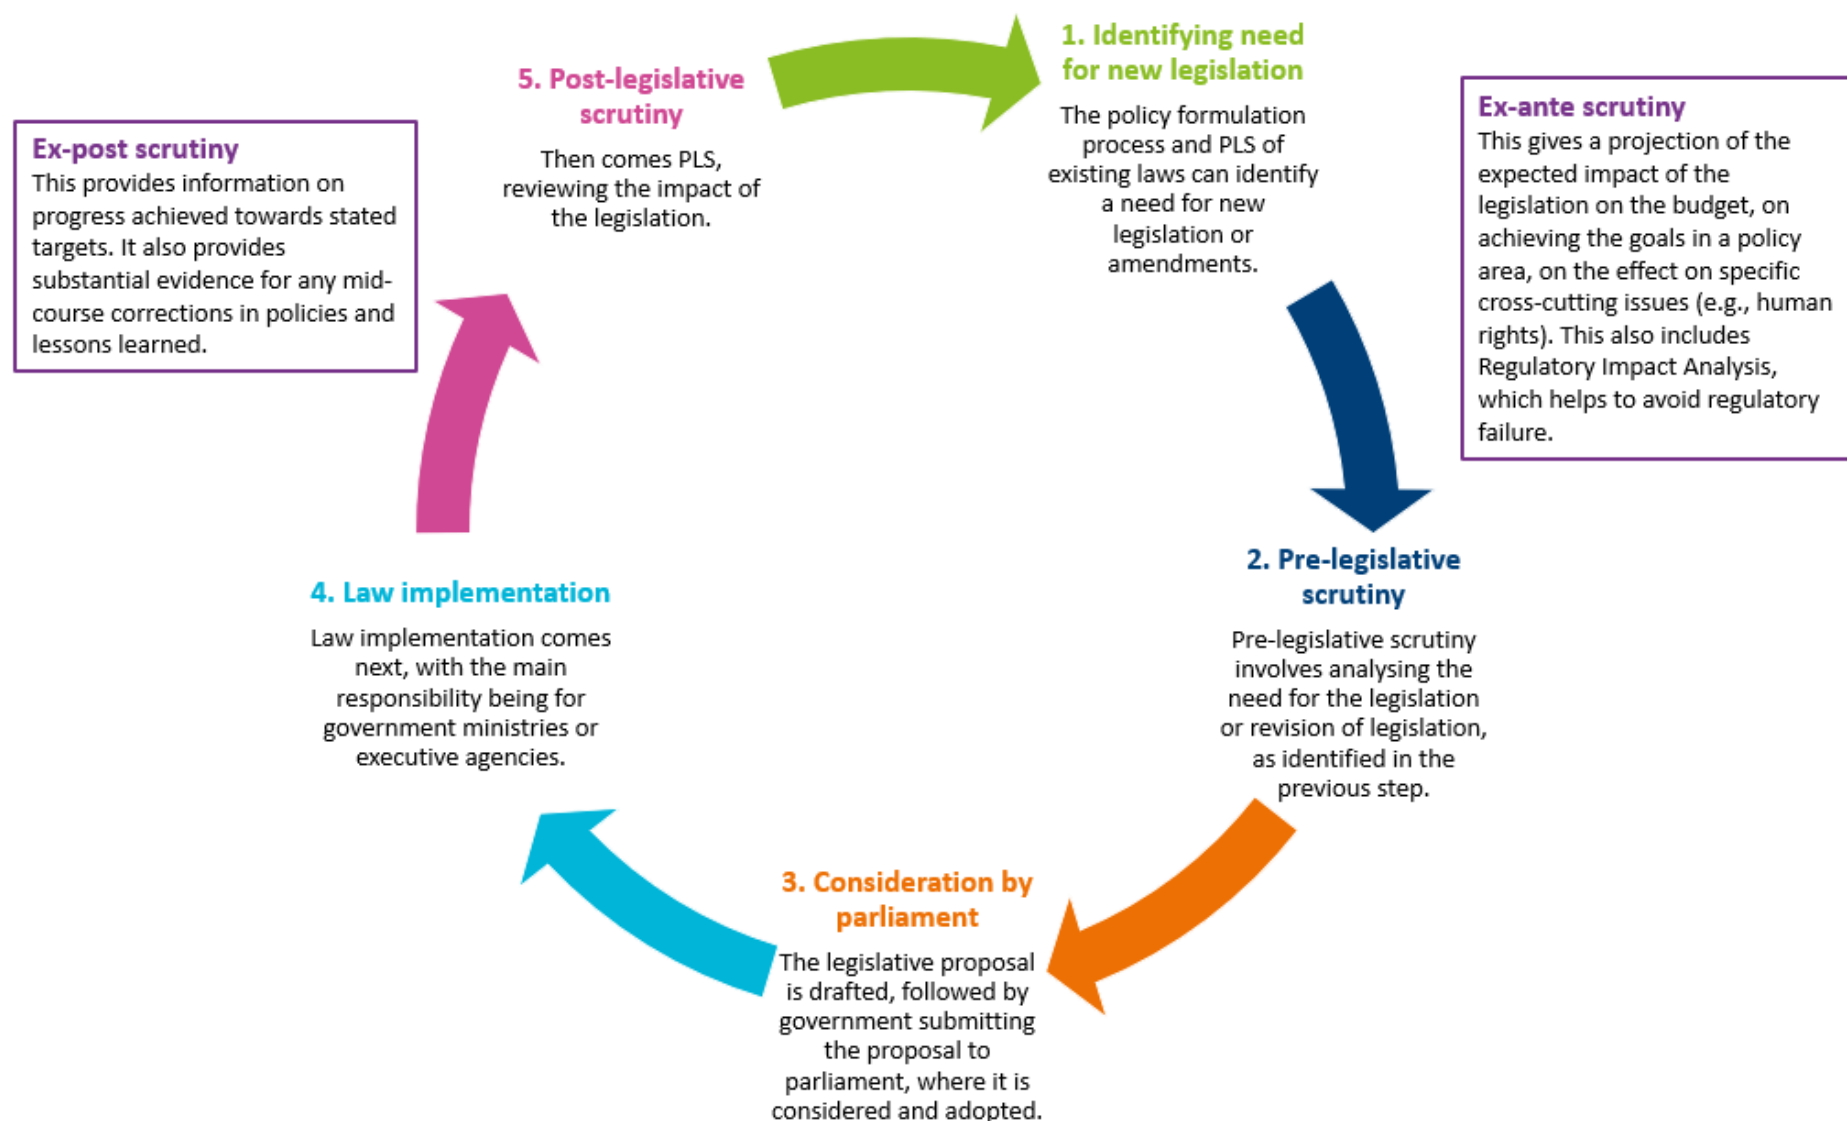 1. Identifying need
for new legislation
The policy formulation
process and PLS of
existing laws can identify
a need for new
legislation or
amendments.
Ex-ante scrutiny
This gives a projection of the
expected impact of the
legislation on the budget, on
achieving the goals in a policy
area, on the effect on specific
cross-cutting issues (e.g., human
rights). This also includes
Regulatory Impact Analysis,
which helps to avoid regulatory
failure.
2. Pre-legislative
scrutiny
Pre-legislative scrutiny
involves analysing the
need for the legislation
or revision of legislation,
as identified in the
previous step.
3. Consideration by
parliament
The legislative proposal
is drafted, followed by
government submitting
the proposal to
parliament, where it is
considered and adopted.
4. Law implementation
Law implementation comes
next, with the main
responsibility being for
government ministries or
executive agencies.
5. Post-legislative
scrutiny
Then comes PLS,
reviewing the impact of
the legislation.
Ex-post scrutiny
This provides information on
progress achieved towards stated
targets. It also provides
substantial evidence for any mid-
course corrections in policies and
lessons learned.